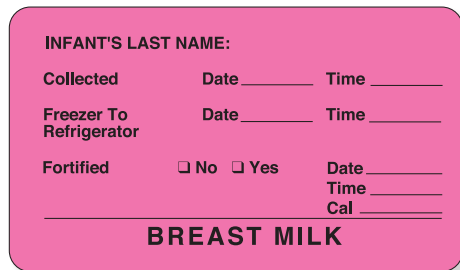 INFANT'S LAST NAME:
Collected Date Time
Freezer To Refrigerator Date Time
Fortified ❑ No ❑ Yes Date
Time
Cal
BREAST MILK